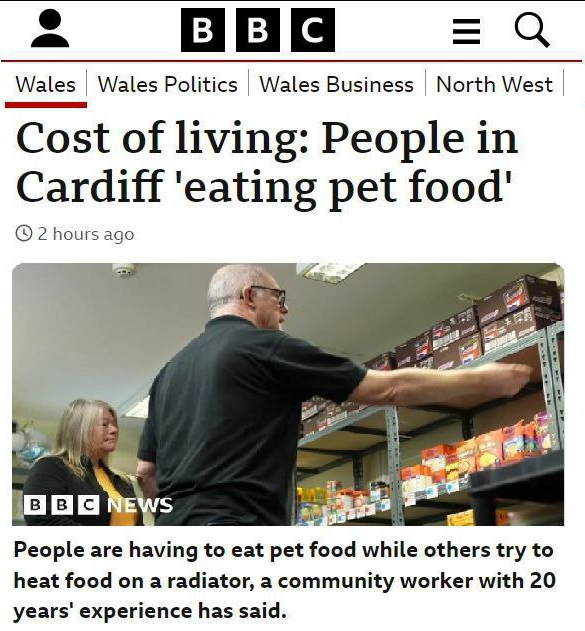 BBC
Wales Wales Politics Wales Business North West
Cost of living: People in
Cardiff 'eating pet food'
2 hours ago
BBC NEWS
People are having to eat pet food while others try to
heat food on a radiator, a community worker with 20
years' experience has said.